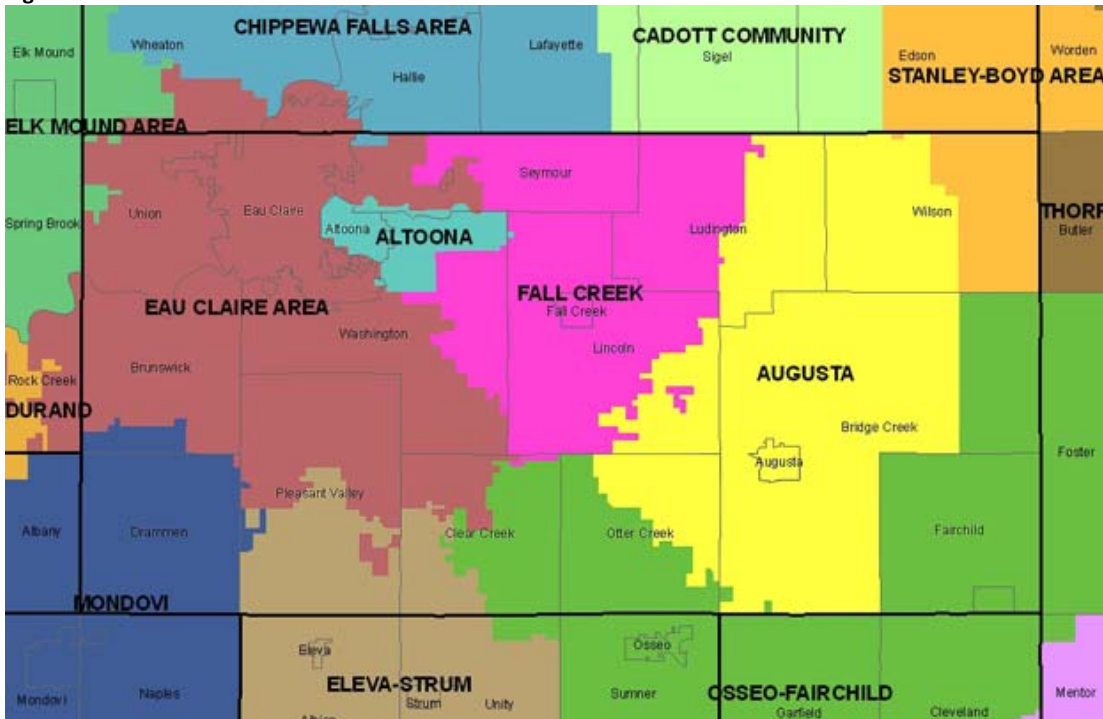 CHIPPEWA FALLS AREA
CADOTT COMMUNITY
Elk Mound
Wheaton
Lafayette
Sigel
Edson
Worden
Hallie
STANLEY-BOYD AREA
ELK MOUND AREA
Seymour
Spring Brook
Union
Eau Claire
Altoona
ALTOONA
Ludington
Wilson
THORP
Butler
EAU CLAIRE AREA
FALL CREEK
Fall Creek
Washington
Lincoln
Rock Creek
Brunswick
AUGUSTA
DURAND
Bridge Creek
Augusta
Foster
Pleasant Valley
Albany
Drammen
Clear Creek
Otter Creek
Fairchild
MONDOVI
Eleva
Osseo
ELEVA-STRUM
OSSEO-FAIRCHILD
Mondovi
Naples
Strum
Unity
Sumner
Garfield
Cleveland
Mentor